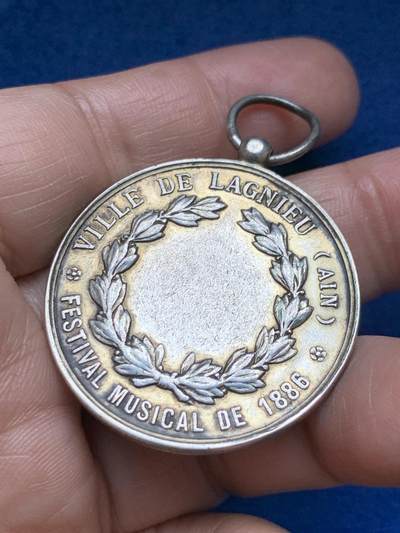 VILLE DE LAGNIEU (AIN)
FESTIVAL MUSICAL DE 1886